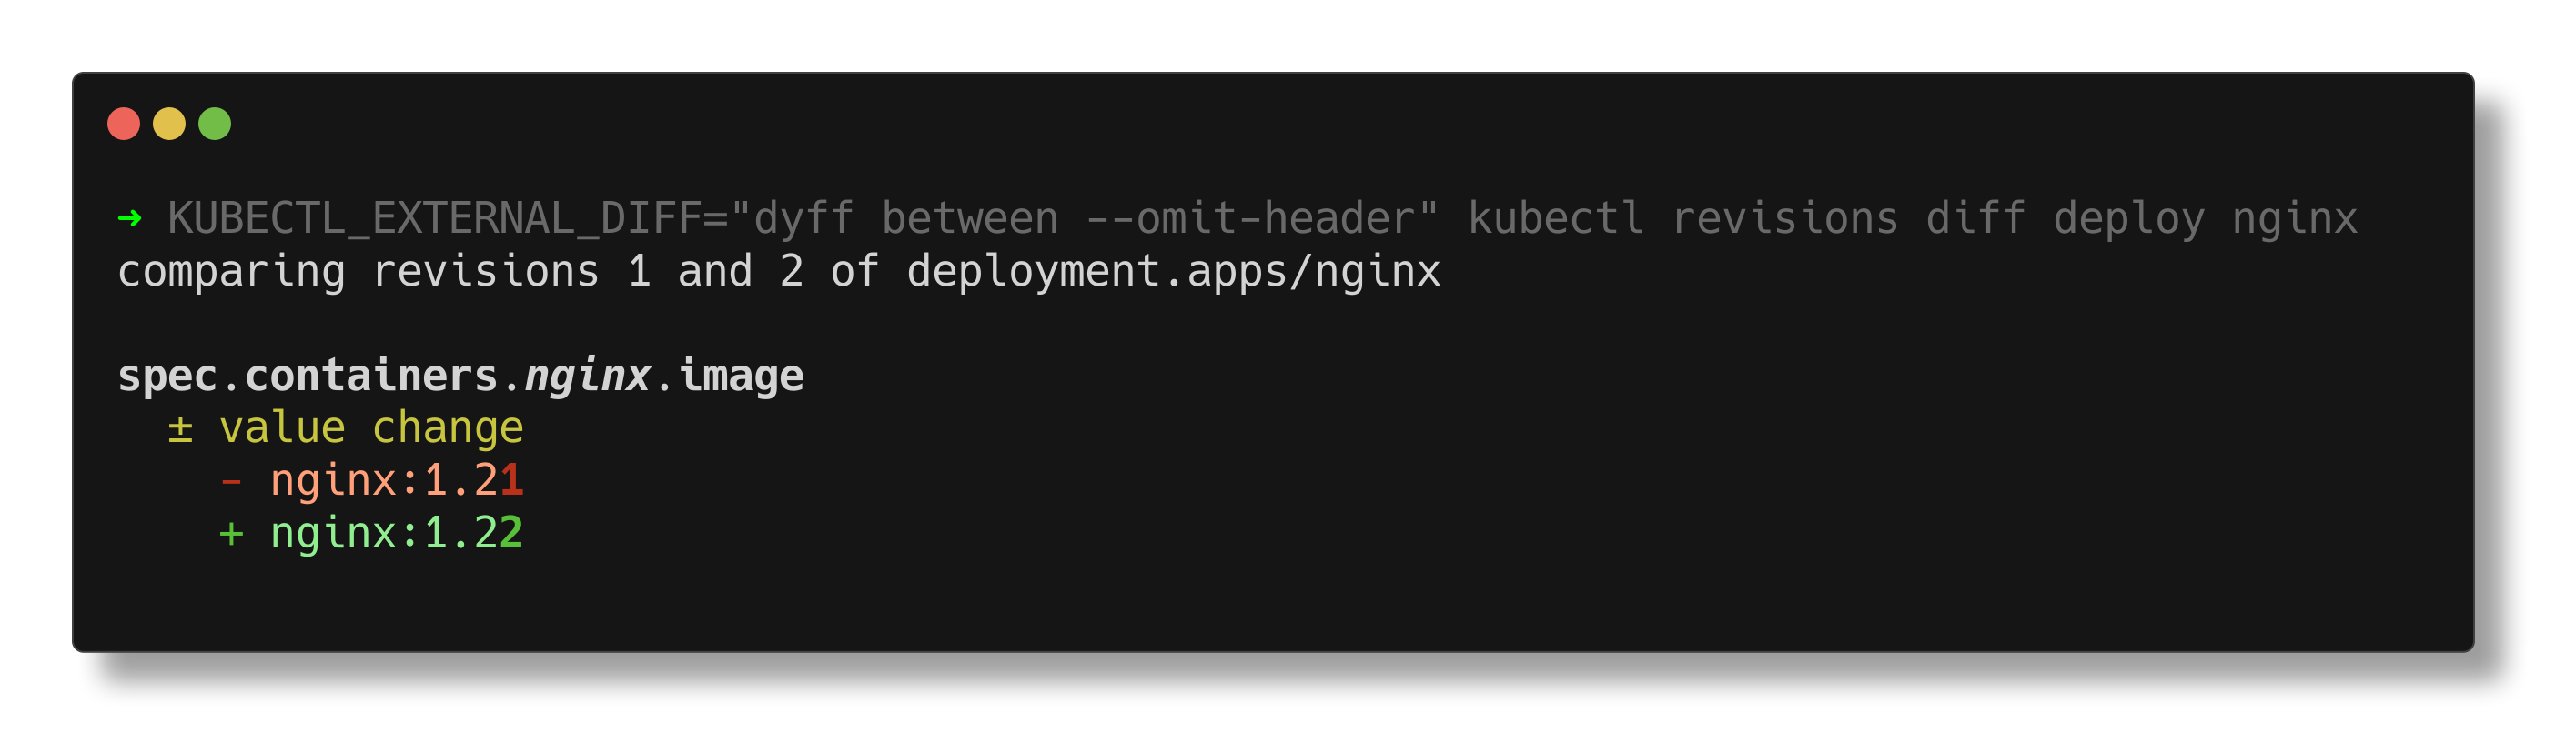 ➜ KUBECTL_EXTERNAL_DIFF="dyff between --omit-header" kubectl revisions diff deploy nginx
comparing revisions 1 and 2 of deployment.apps/nginx
spec.containers.nginx.image
± value change
- nginx:1.21
+ nginx:1.22